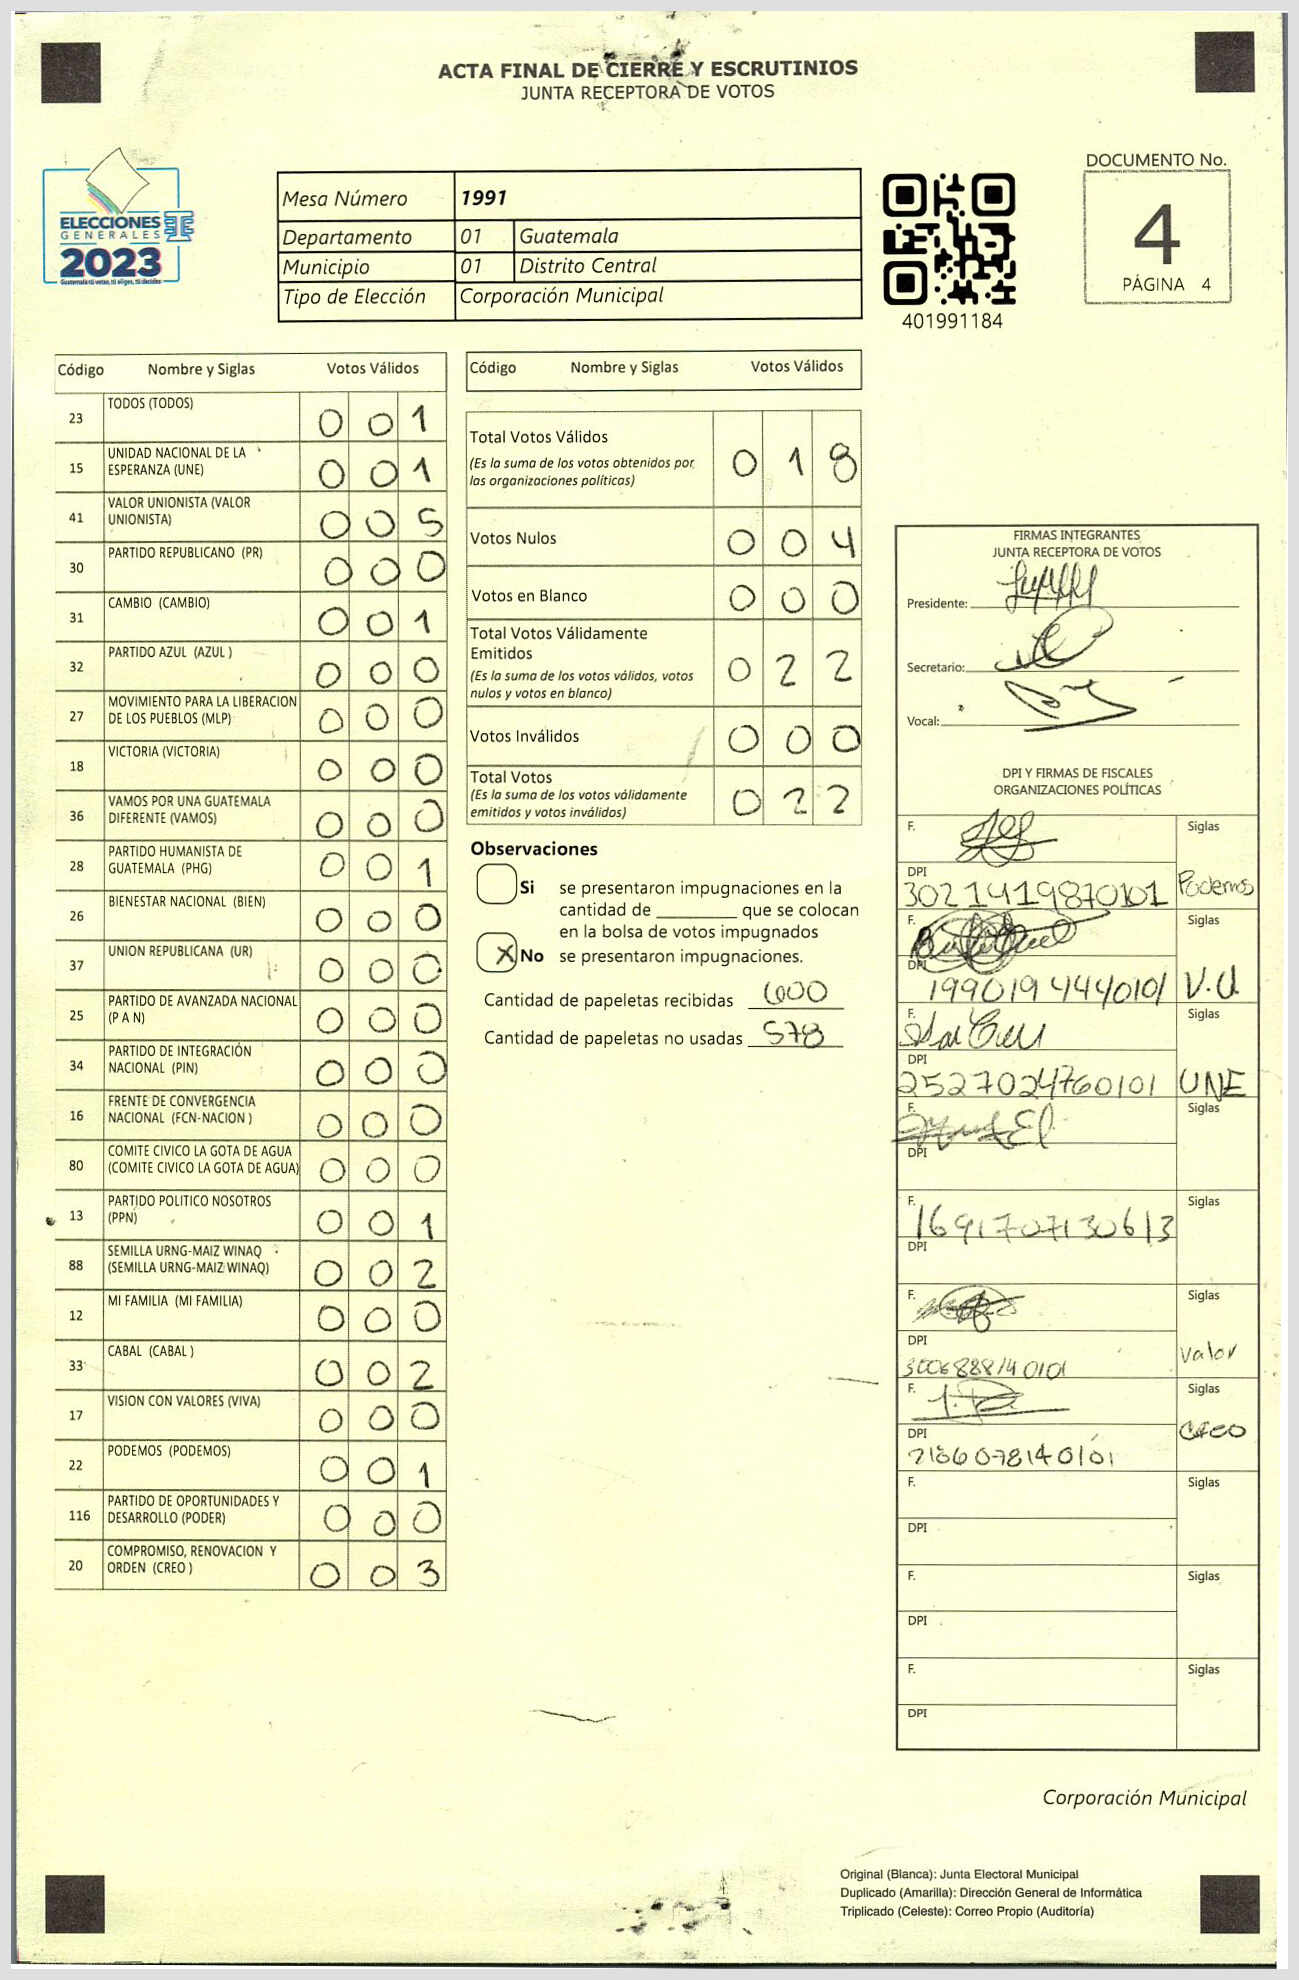 ACTA FINAL DE CIERRE Y ESCRUTINIOS
JUNTA RECEPTORA DE VOTOS
ELECCIONES
GENERALES
2023
Guatemala tú votas, tú eliges, tú decides
Mesa Número 1991
Departamento 01 Guatemala
Municipio 01 Distrito Central
Tipo de Elección Corporación Municipal
401991184
DOCUMENTO No.
4
PÁGINA 4
Código Nombre y Siglas Votos Válidos
23 TODOS (TODOS) 0 0 1
15 UNIDAD NACIONAL DE LA
ESPERANZA (UNE) 0 0 1
41 VALOR UNIONISTA (VALOR
UNIONISTA) 0 0 5
30 PARTIDO REPUBLICANO (PR) 0 0 0
31 CAMBIO (CAMBIO) 0 0 1
32 PARTIDO AZUL (AZUL ) 0 0 0
27 MOVIMIENTO PARA LA LIBERACION
DE LOS PUEBLOS (MLP) 0 0 0
18 VICTORIA (VICTORIA) 0 0 0
36 VAMOS POR UNA GUATEMALA
DIFERENTE (VAMOS) 0 0 0
28 PARTIDO HUMANISTA DE
GUATEMALA (PHG) 0 0 1
26 BIENESTAR NACIONAL (BIEN) 0 0 0
37 UNION REPUBLICANA (UR) 0 0 0
25 PARTIDO DE AVANZADA NACIONAL
(P A N) 0 0 0
34 PARTIDO DE INTEGRACIÓN
NACIONAL (PIN) 0 0 0
16 FRENTE DE CONVERGENCIA
NACIONAL (FCN-NACION ) 0 0 0
80 COMITE CIVICO LA GOTA DE AGUA
(COMITE CIVICO LA GOTA DE AGUA) 0 0 0
13 PARTIDO POLITICO NOSOTROS
(PPN) 0 0 1
88 SEMILLA URNG-MAIZ WINAQ
(SEMILLA URNG-MAIZ WINAQ) 0 0 2
12 MI FAMILIA (MI FAMILIA) 0 0 0
33 CABAL (CABAL ) 0 0 2
17 VISION CON VALORES (VIVA) 0 0 0
22 PODEMOS (PODEMOS) 0 0 1
116 PARTIDO DE OPORTUNIDADES Y
DESARROLLO (PODER) 0 0 0
20 COMPROMISO, RENOVACION Y
ORDEN (CREO ) 0 0 3
Código Nombre y Siglas Votos Válidos
Total Votos Válidos
(Es la suma de los votos obtenidos por
las organizaciones políticas) 0 1 8
Votos Nulos 0 0 4
Votos en Blanco 0 0 0
Total Votos Válidamente
Emitidos
(Es la suma de los votos válidos, votos
nulos y votos en blanco) 0 2 2
Votos Inválidos 0 0 0
Total Votos
(Es la suma de los votos válidamente
emitidos y votos inválidos) 0 2 2
Observaciones
Si se presentaron impugnaciones en la
cantidad de ________ que se colocan
en la bolsa de votos impugnados
X No se presentaron impugnaciones.
Cantidad de papeletas recibidas 600
Cantidad de papeletas no usadas 578
FIRMAS INTEGRANTES
JUNTA RECEPTORA DE VOTOS
Presidente:
Secretario:
Vocal:
DPI Y FIRMAS DE FISCALES
ORGANIZACIONES POLÍTICAS
F. Siglas
DPI
3021419870101 Podemos
F. Siglas
DPI
1990194440101 V.U
F. Siglas
DPI
2527024760101 UNE
F. Siglas
DPI
F. Siglas
1691707130613
DPI
F. Siglas
DPI
3006888140101 Valor
F. Siglas
DPI CREO
F. Siglas
DPI
F. Siglas
DPI
F. Siglas
DPI
Corporación Municipal
Original (Blanca): Junta Electoral Municipal
Duplicado (Amarilla): Dirección General de Informática
Triplicado (Celeste): Correo Propio (Auditoría)